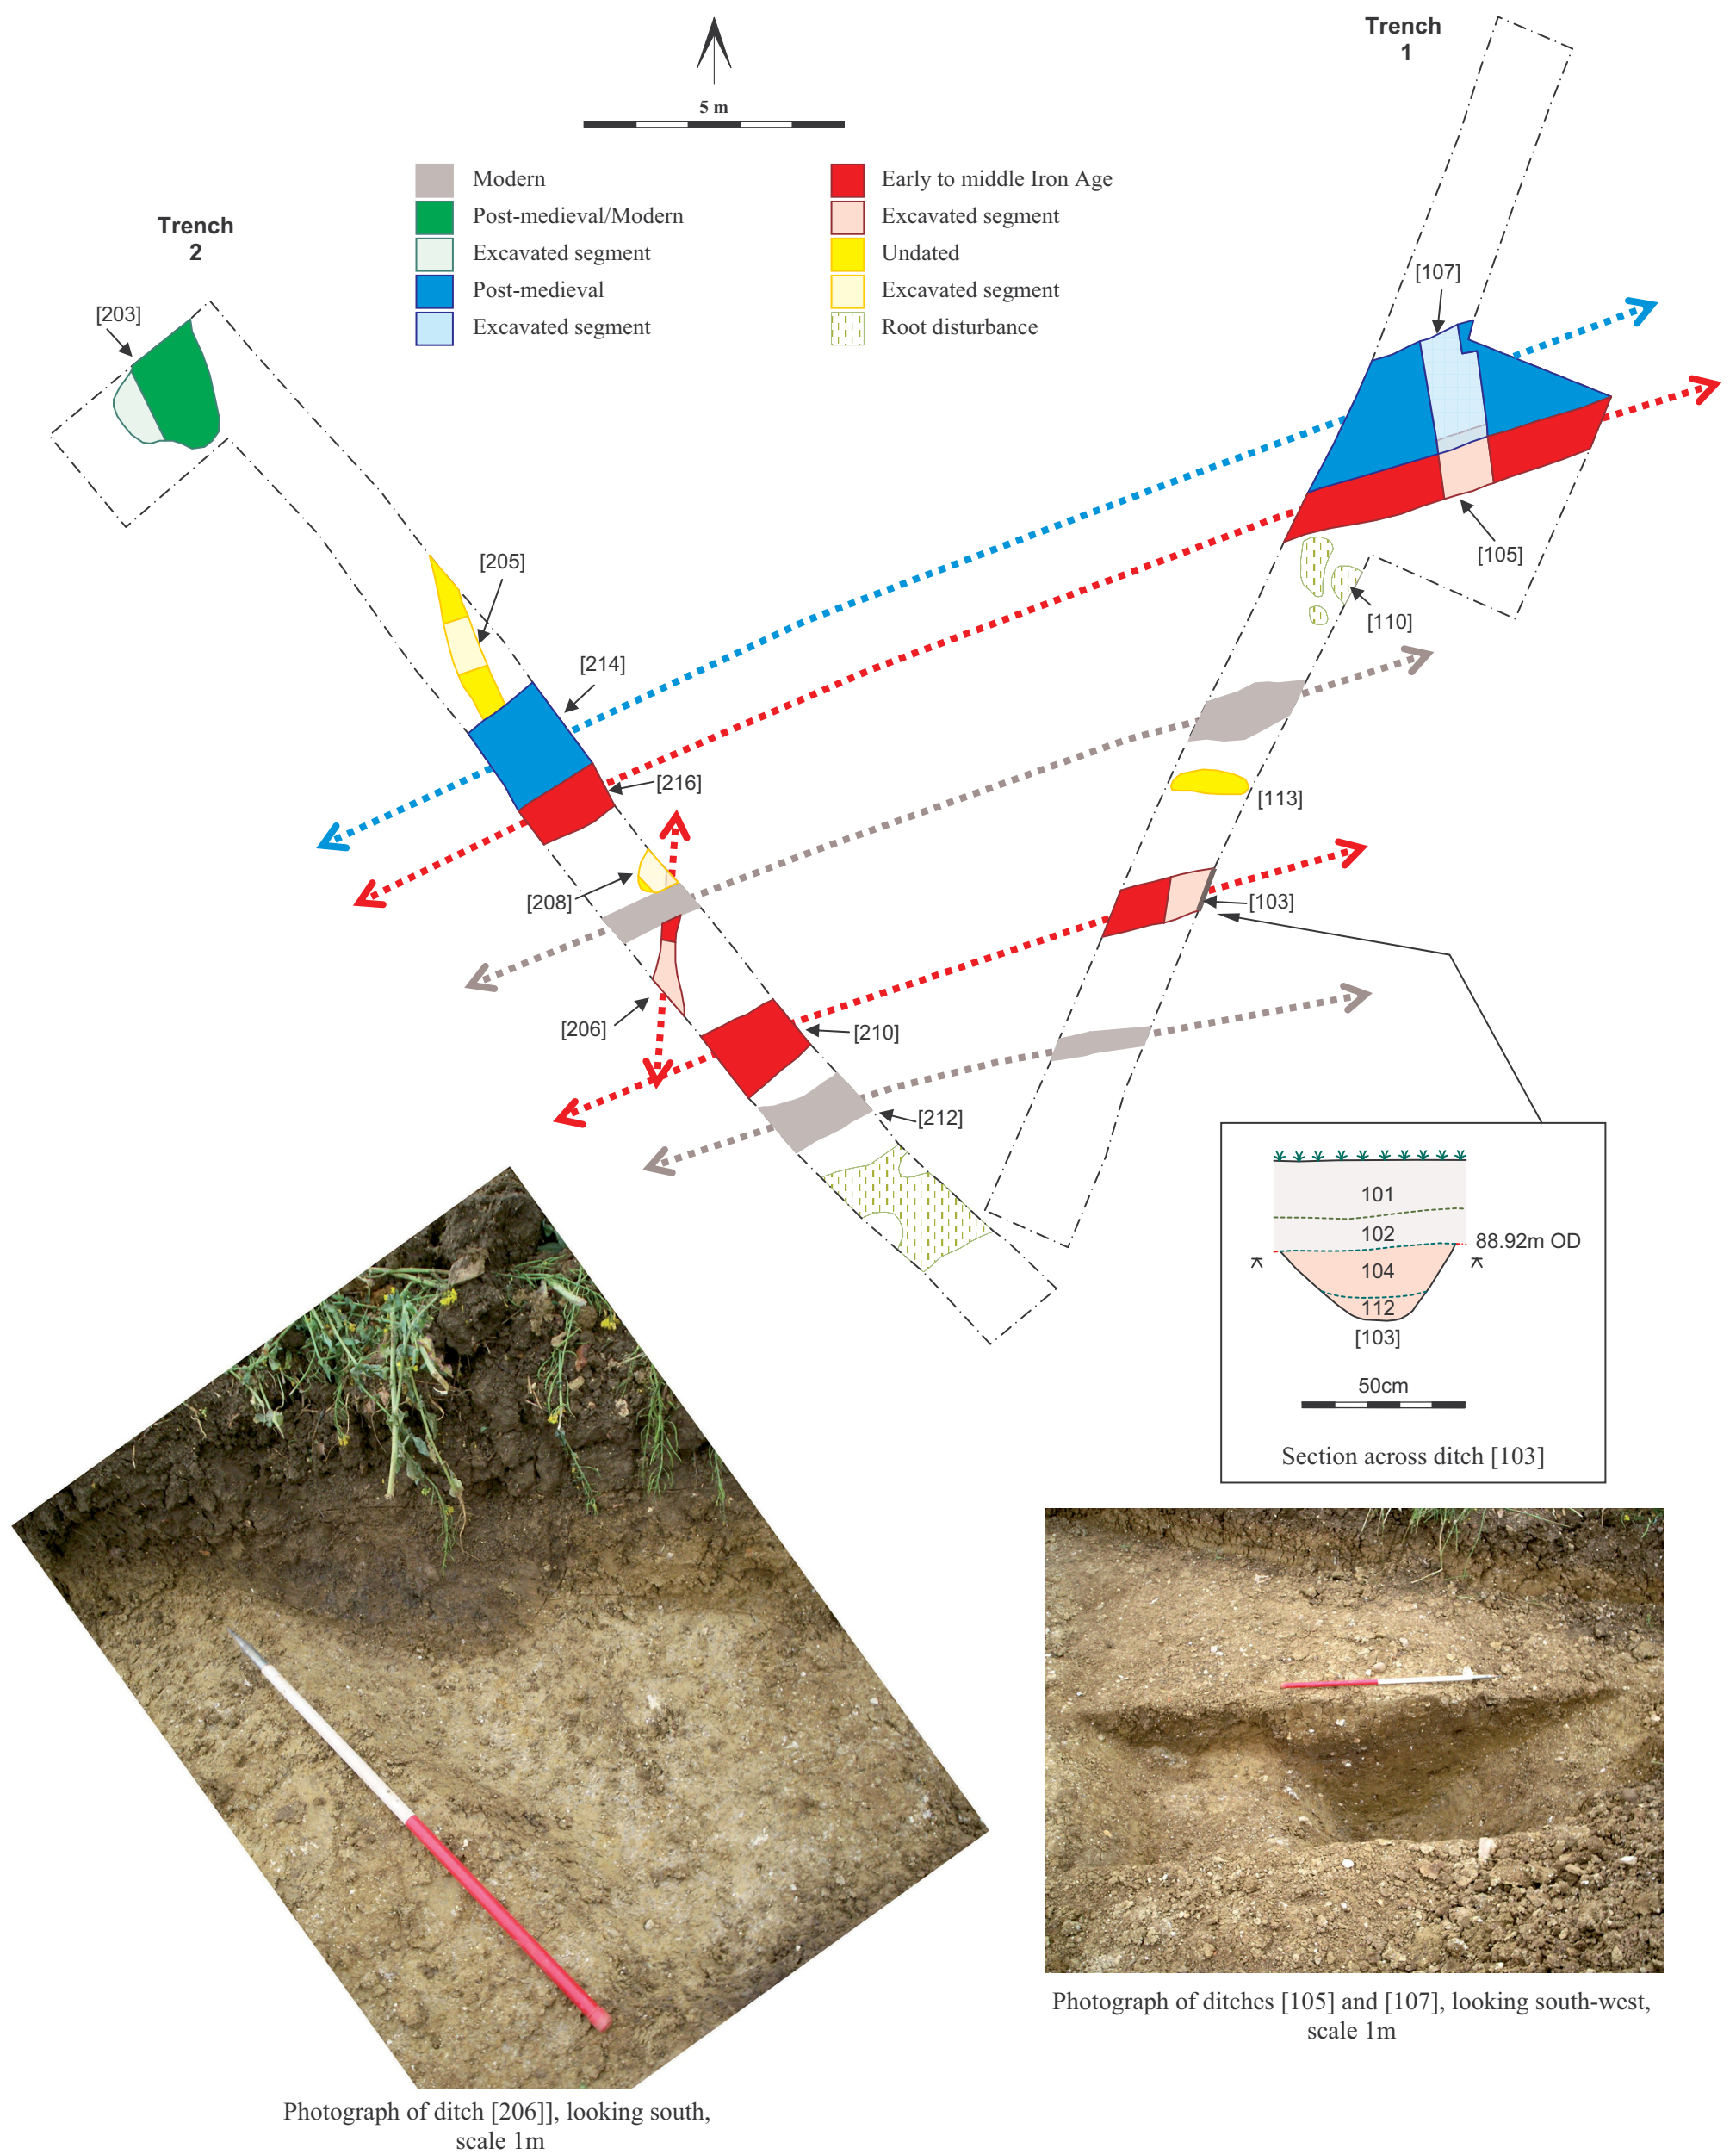 Trench
1
5 m
Modern
Post-medieval/Modern
Excavated segment
Post-medieval
Excavated segment
Early to middle Iron Age
Excavated segment
Undated
Excavated segment
Root disturbance
Trench
2
[203]
[107]
[105]
[205]
[110]
[214]
[216]
[113]
[208]
[103]
[206]
[210]
[212]
101
102
88.92m OD
104
112
[103]
50cm
Section across ditch [103]
Photograph of ditches [105] and [107], looking south-west,
scale 1m
Photograph of ditch [206]], looking south,
scale 1m